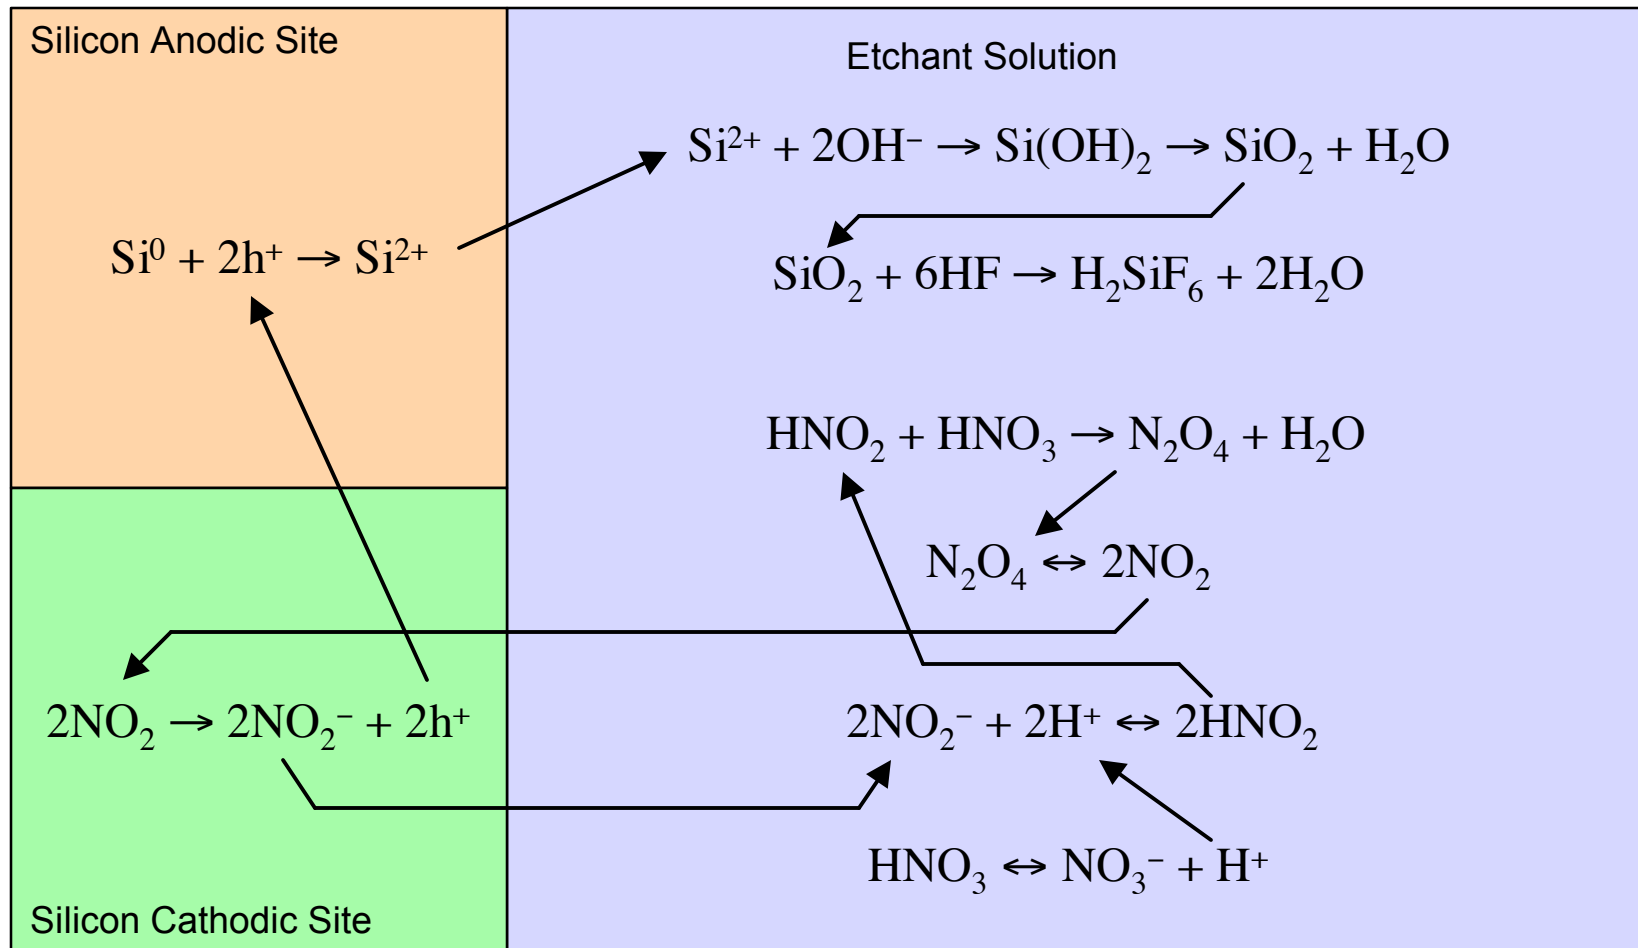 Silicon Anodic Site
Si⁰ + 2h⁺ → Si²⁺
Etchant Solution
Si²⁺ + 2OH⁻ → Si(OH)₂ → SiO₂ + H₂O
SiO₂ + 6HF → H₂SiF₆ + 2H₂O
HNO₂ + HNO₃ → N₂O₄ + H₂O
N₂O₄ ↔ 2NO₂
2NO₂⁻ + 2H⁺ ↔ 2HNO₂
HNO₃ ↔ NO₃⁻ + H⁺
2NO₂ → 2NO₂⁻ + 2h⁺
Silicon Cathodic Site